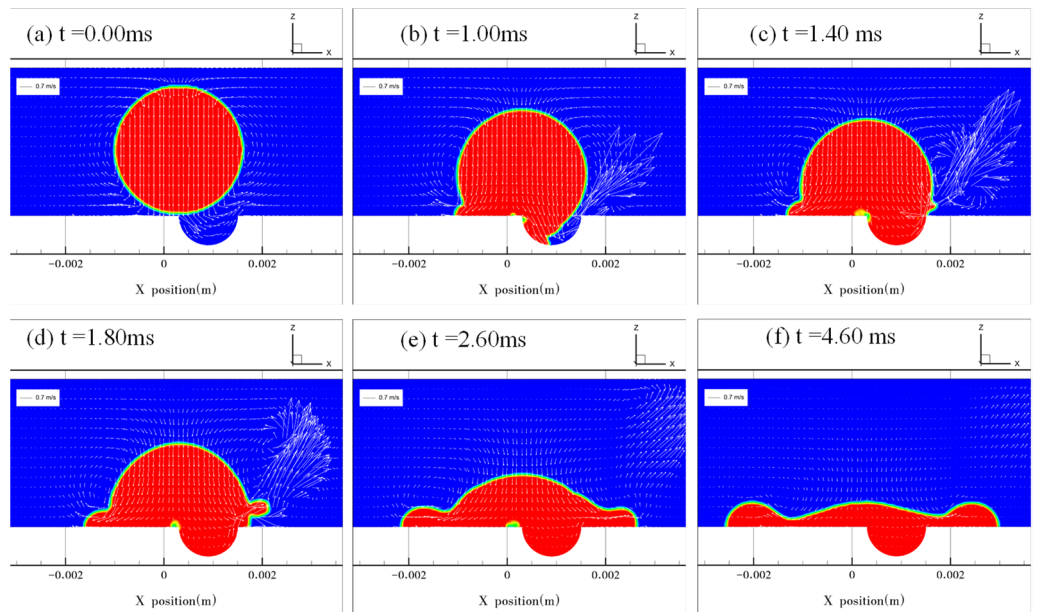 (a) t =0.00ms
Z
X
0.7 m/s
-0.002 0 0.002
X position(m)
(b) t =1.00ms
Z
X
0.7 m/s
-0.002 0 0.002
X position(m)
(c) t =1.40 ms
Z
X
0.7 m/s
-0.002 0 0.002
X position(m)
(d) t =1.80ms
Z
X
0.7 m/s
-0.002 0 0.002
X position(m)
(e) t =2.60ms
Z
X
0.7 m/s
-0.002 0 0.002
X position(m)
(f) t =4.60 ms
Z
X
0.7 m/s
-0.002 0 0.002
X position(m)